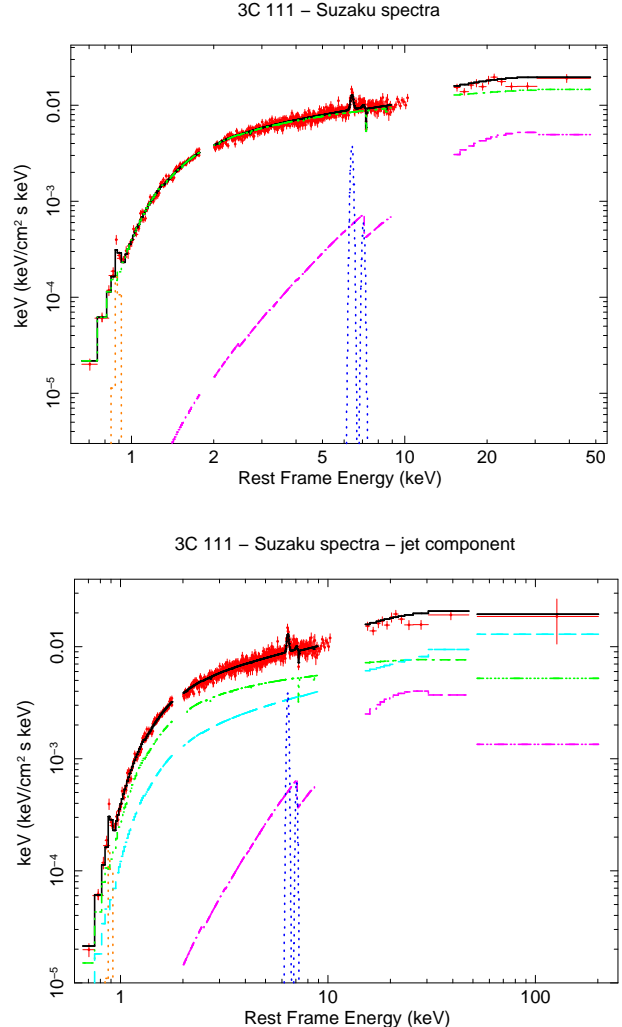 3C 111 − Suzaku spectra
0.01
10−3
10−4
10−5
keV (keV/cm2 s keV)
1 2 5 10 20 50
Rest Frame Energy (keV)
3C 111 − Suzaku spectra − jet component
0.01
10−3
10−4
10−5
keV (keV/cm2 s keV)
1 10 100
Rest Frame Energy (keV)